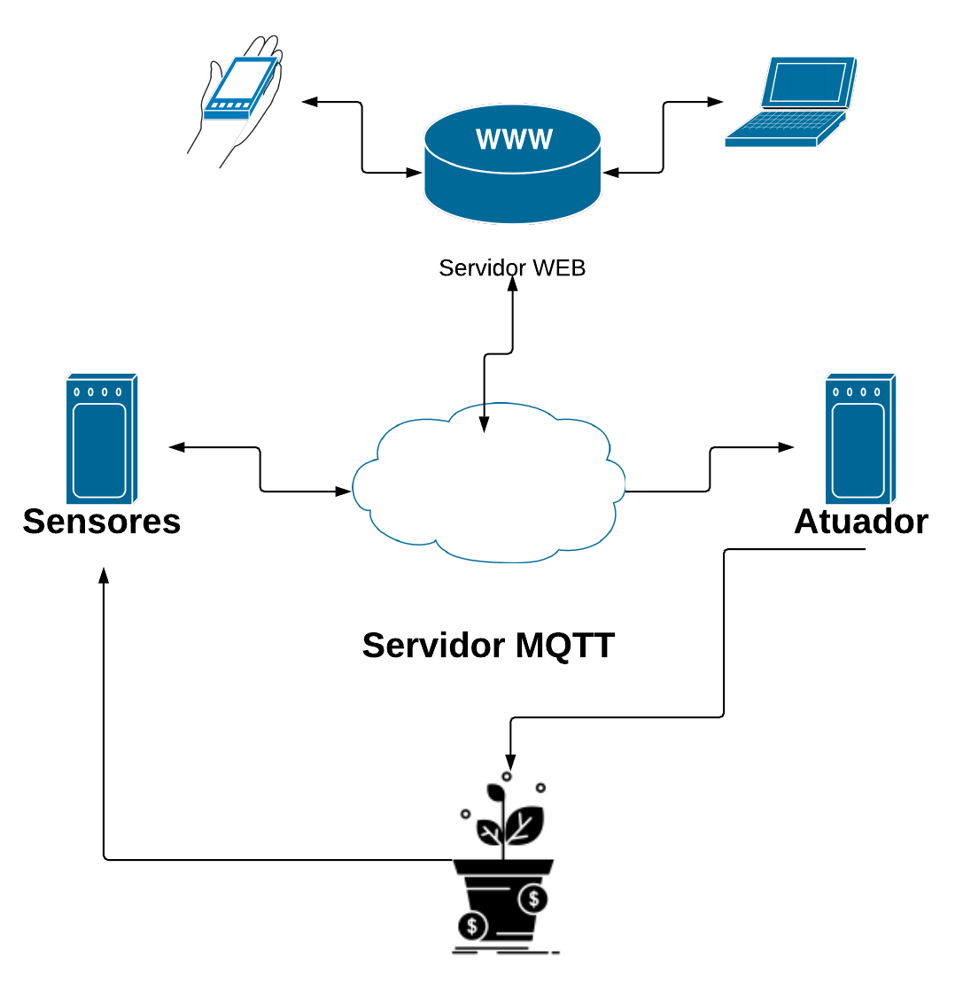 WWW
Servidor WEB
Sensores
Atuador
Servidor MQTT
$
$